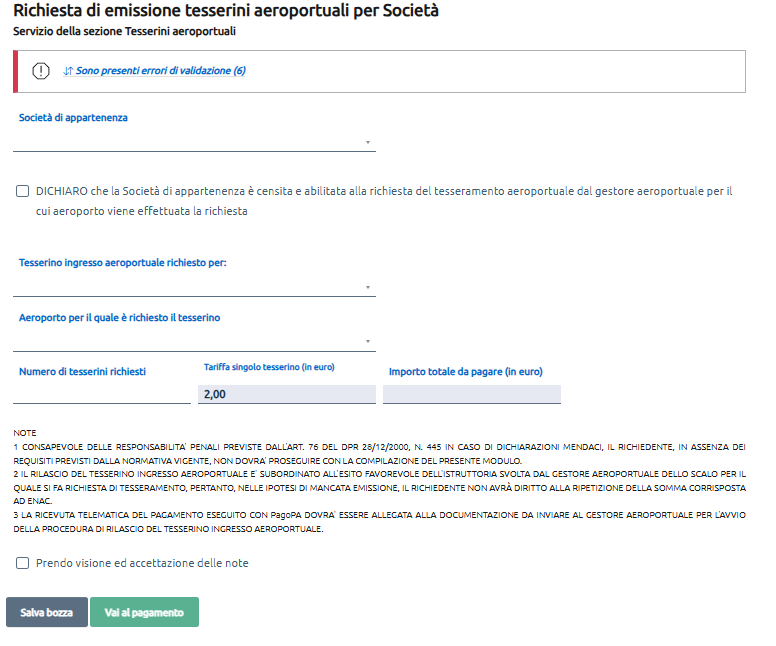 Richiesta di emissione tesserini aeroportuali per Società
Servizio della sezione Tesserini aeroportuali
Sono presenti errori di validazione (6)
Società di appartenenza
DICHIARO che la Società di appartenenza è censita e abilitata alla richiesta del tesseramento aeroportuale dal gestore aeroportuale per il
cui aeroporto viene effettuata la richiesta
Tesserino ingresso aeroportuale richiesto per:
Aeroporto per il quale è richiesto il tesserino
Numero di tesserini richiesti
Tariffa singolo tesserino (in euro)
Importo totale da pagare (in euro)
2,00
NOTE
1 CONSAPEVOLE DELLE RESPONSABILITA' PENALI PREVISTE DALL'ART. 76 DEL DPR 28/12/2000, N. 445 IN CASO DI DICHIARAZIONI MENDACI, IL RICHIEDENTE, IN ASSENZA DEI
REQUISITI PREVISTI DALLA NORMATIVA VIGENTE, NON DOVRA' PROSEGUIRE CON LA COMPILAZIONE DEL PRESENTE MODULO.
2 IL RILASCIO DEL TESSERINO INGRESSO AEROPORTUALE E' SUBORDINATO ALL'ESITO FAVOREVOLE DELL'ISTRUTTORIA SVOLTA DAL GESTORE AEROPORTUALE DELLO SCALO PER IL
QUALE SI FA RICHIESTA DI TESSERAMENTO, PERTANTO, NELLE IPOTESI DI MANCATA EMISSIONE, IL RICHIEDENTE NON AVRÀ DIRITTO ALLA RIPETIZIONE DELLA SOMMA CORRISPOSTA
AD ENAC.
3 LA RICEVUTA TELEMATICA DEL PAGAMENTO ESEGUITO CON PagoPA DOVRA' ESSERE ALLEGATA ALLA DOCUMENTAZIONE DA INVIARE AL GESTORE AEROPORTUALE PER L'AVVIO
DELLA PROCEDURA DI RILASCIO DEL TESSERINO INGRESSO AEROPORTUALE.
Prendo visione ed accettazione delle note
Salva bozza
Vai al pagamento